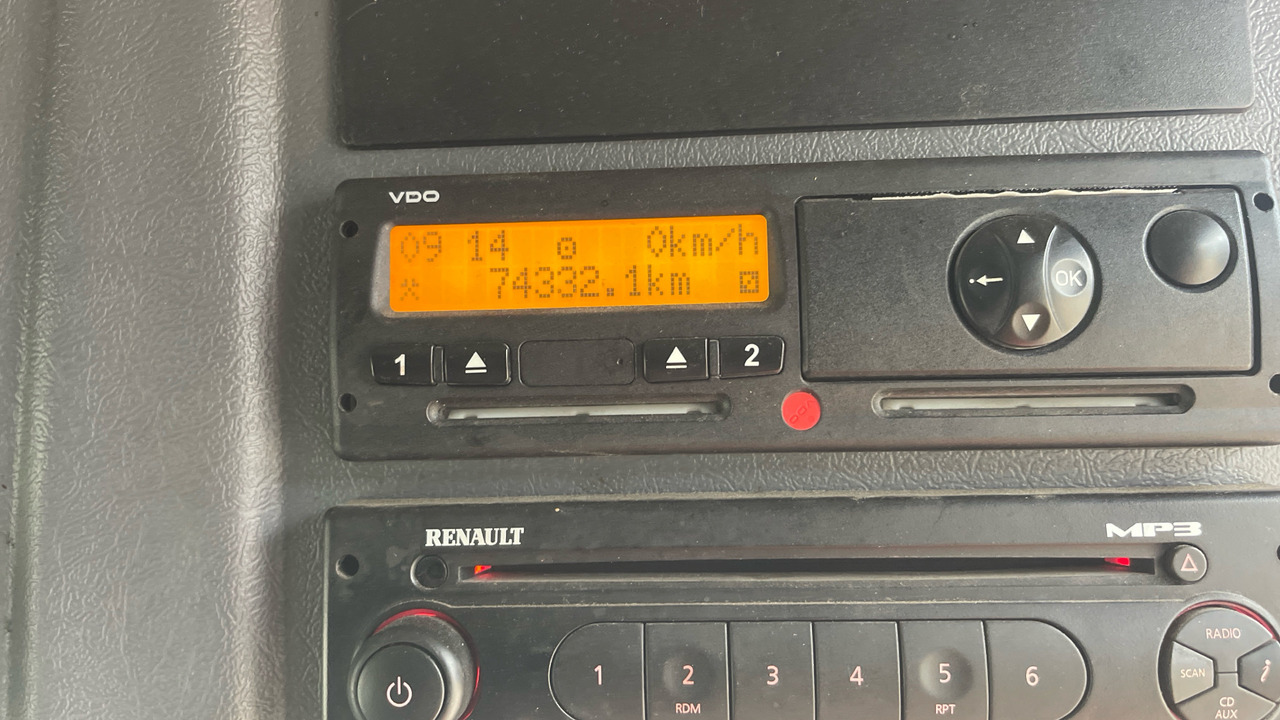 VDO
09 14 0km/h
74332.1km
1 2
OK
RENAULT MP3
1 2 3 4 5 6
RDM RPT
RADIO
SCAN
i
CD
AUX